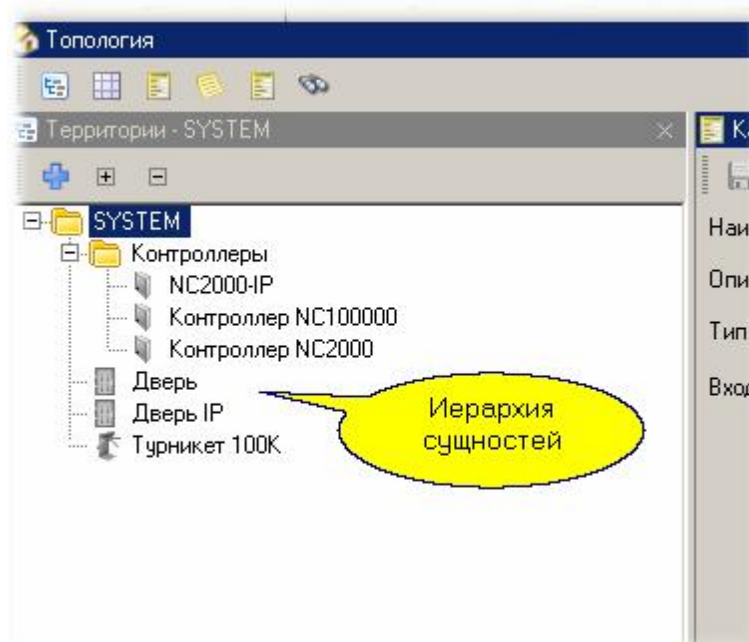 Топология
Территории - SYSTEM
SYSTEM
Контроллеры
NC2000-IP
Контроллер NC100000
Контроллер NC2000
Дверь
Дверь IP
Турникет 100K
Иерархия
сущностей